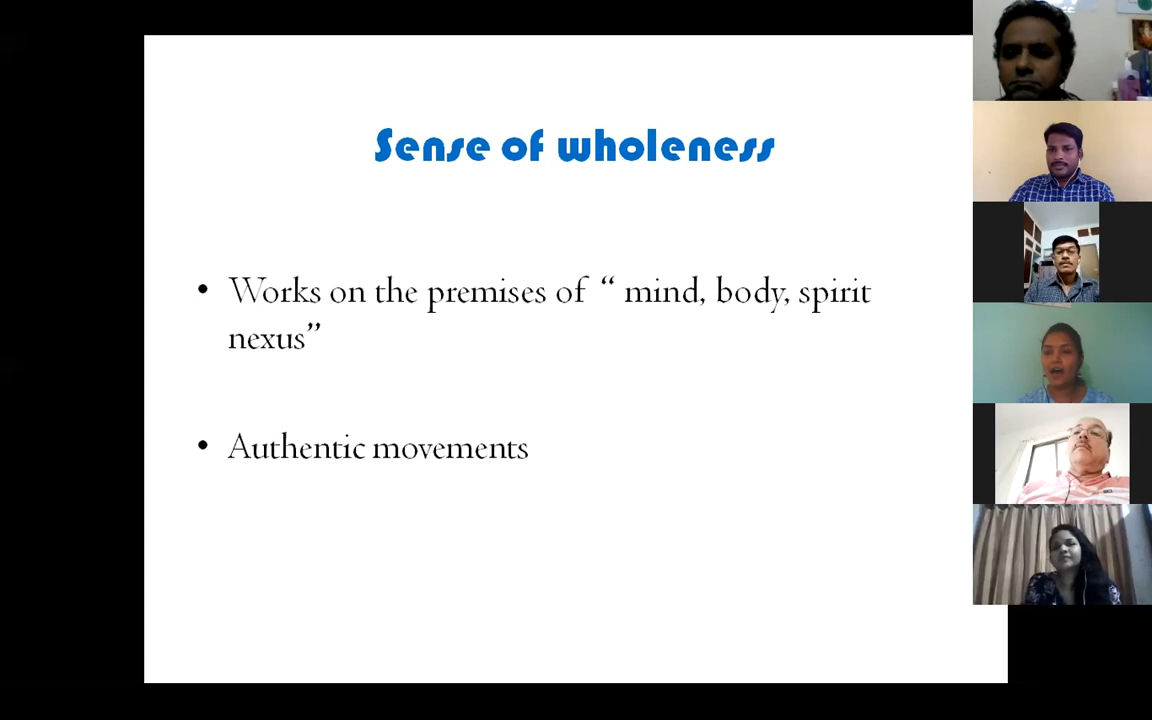 Sense of wholeness
• Works on the premises of “ mind, body, spirit
nexus”
• Authentic movements